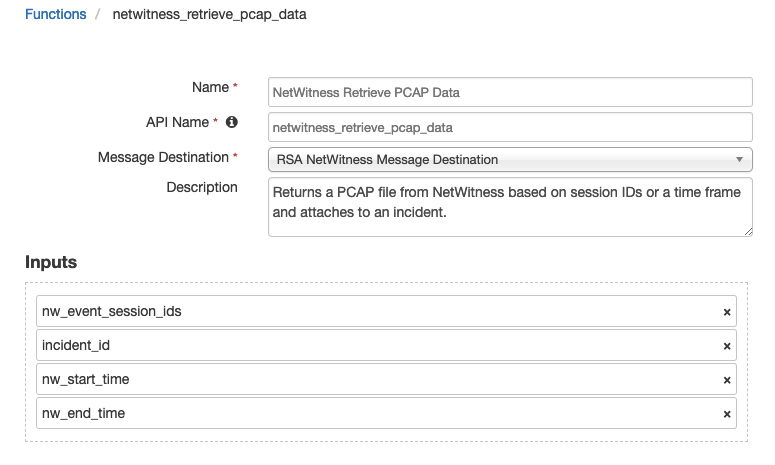 Functions / netwitness_retrieve_pcap_data
Name * NetWitness Retrieve PCAP Data
API Name * netwitness_retrieve_pcap_data
Message Destination * RSA NetWitness Message Destination
Description Returns a PCAP file from NetWitness based on session IDs or a time frame
and attaches to an incident.
Inputs
nw_event_session_ids ×
incident_id ×
nw_start_time ×
nw_end_time ×